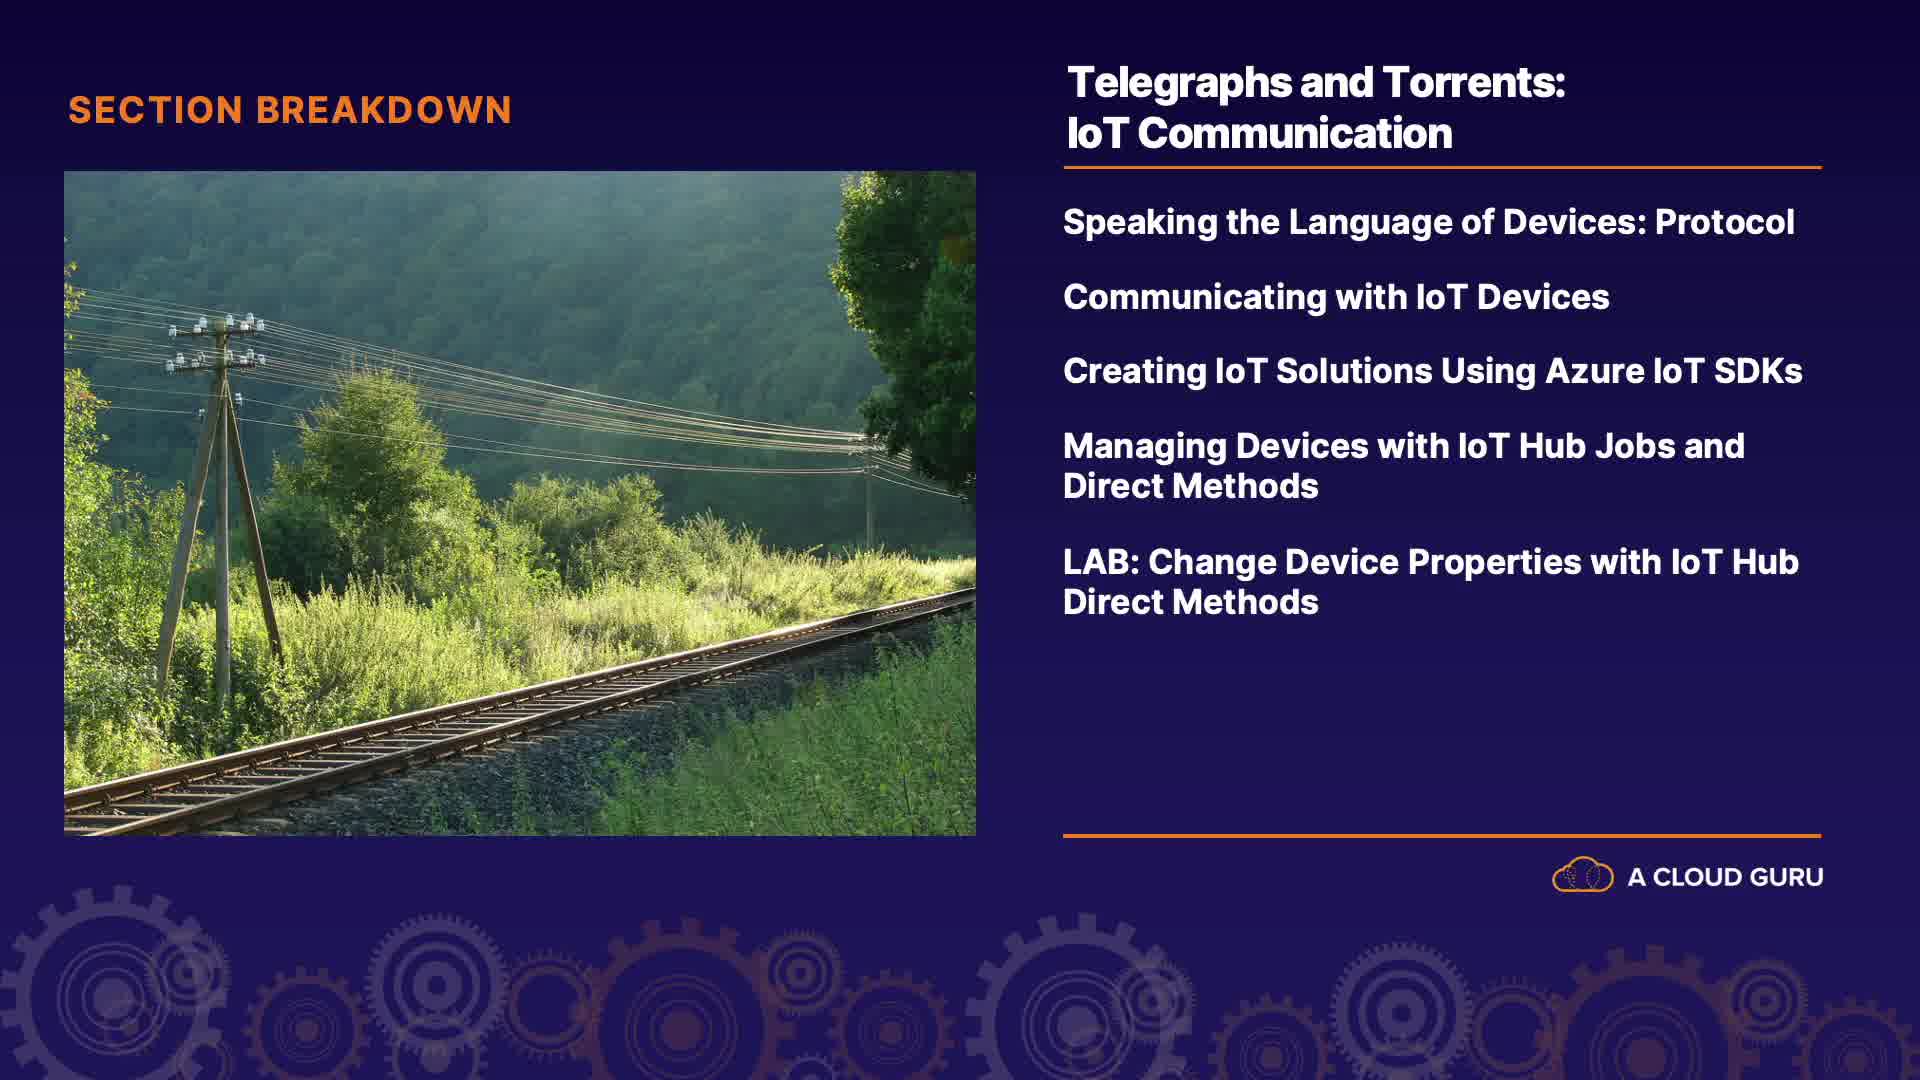 SECTION BREAKDOWN
Telegraphs and Torrents:
IoT Communication
Speaking the Language of Devices: Protocol
Communicating with IoT Devices
Creating IoT Solutions Using Azure IoT SDKs
Managing Devices with IoT Hub Jobs and
Direct Methods
LAB: Change Device Properties with IoT Hub
Direct Methods
A CLOUD GURU